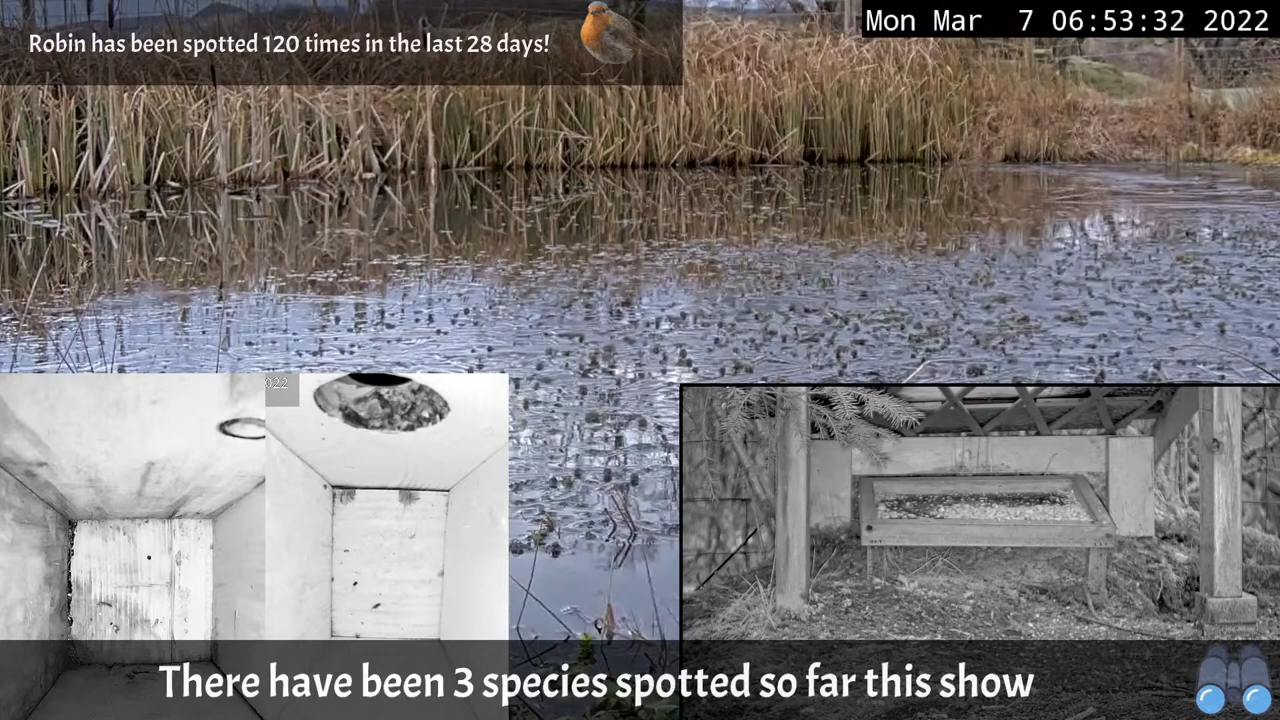 Robin has been spotted 120 times in the last 28 days!
Mon Mar 7 06:53:32 2022
022
There have been 3 species spotted so far this show